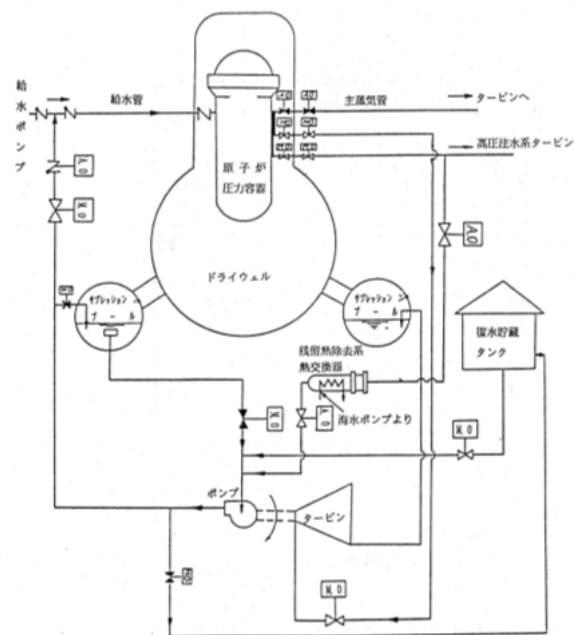 給水ポンプ
給水管
主蒸気管
タービンへ
高圧注水系タービン
原子炉
圧力容器
A.O
M.O
A.O
ドライウェル
サプレッション
プール
サプレッション
プール
復水貯蔵
タンク
残留熱除去系
熱交換器
海水ポンプより
A.O
M.O
M.O
ポンプ
タービン
M.O